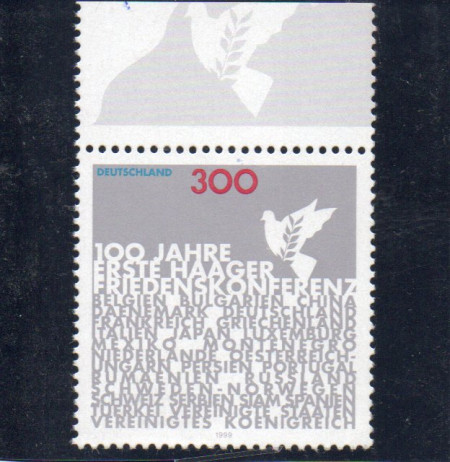 DEUTSCHLAND 300
100 JAHRE
ERSTE HAAGER
FRIEDENSKONFERENZ
BELGIEN BULGARIEN CHINA
DAENEMARK DEUTSCHLAND
FRANKREICH GRIECHENLAND
ITALIEN JAPAN LUXEMBURG
MEXICO MONTENEGRO
NIEDERLANDE OESTERREICH-
UNGARN PERSIEN PORTUGAL
RUMAENIEN RUSSLAND
SCHWEDEN-NORWEGEN
SCHWEIZ SERBIEN SIAM SPANIEN
TUERKEI VEREINIGTE STAATEN
VEREINIGTES KOENIGREICH
1999